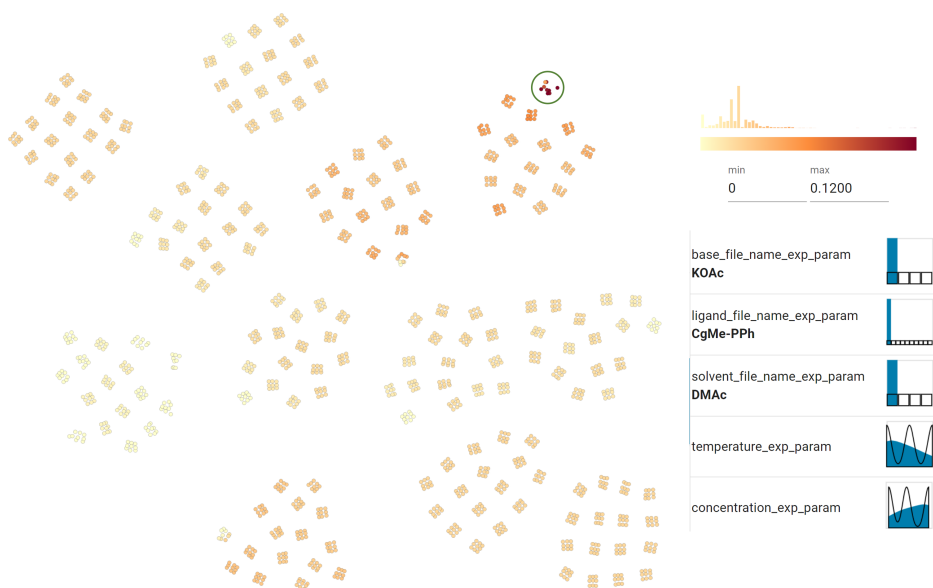 min
max
0
0.1200
base_file_name_exp_param
KOAc
ligand_file_name_exp_param
CgMe-PPh
solvent_file_name_exp_param
DMAc
temperature_exp_param
concentration_exp_param